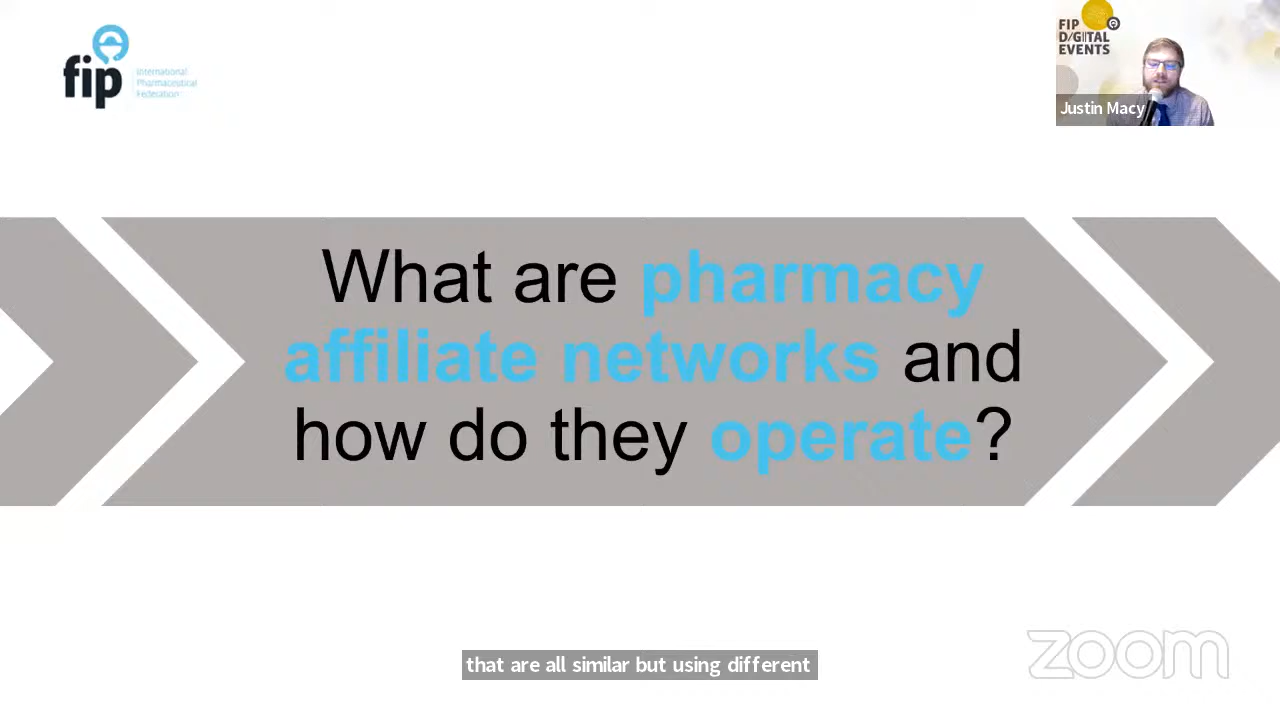 fip
International
Pharmaceutical
Federation
FIP
DIGITAL
EVENTS
Justin Macy
What are pharmacy
affiliate networks and
how do they operate?
that are all similar but using different
zoom